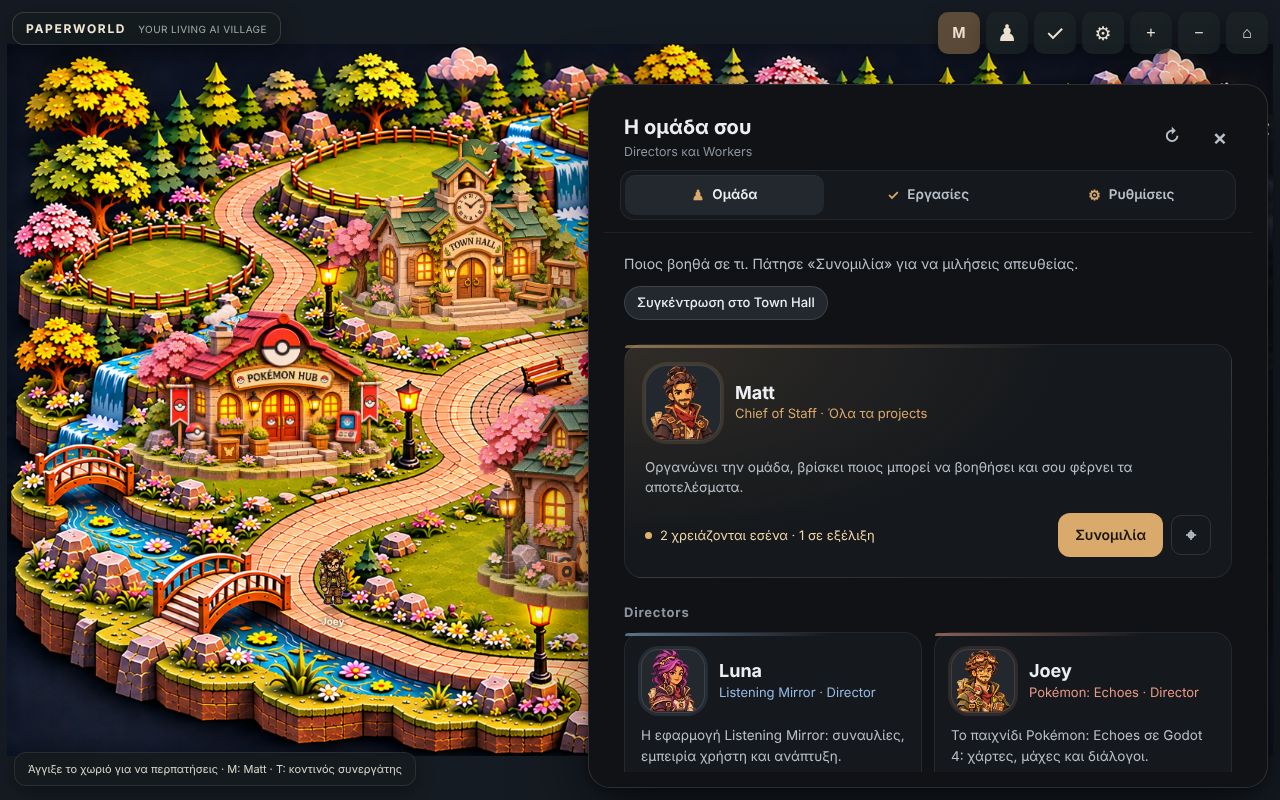 PAPERWORLD YOUR LIVING AI VILLAGE
M
Η ομάδα σου
Directors και Workers
Ομάδα
Εργασίες
Ρυθμίσεις
Ποιος βοηθά σε τι. Πάτησε «Συνομιλία» για να μιλήσεις απευθείας.
Συγκέντρωση στο Town Hall
Matt
Chief of Staff · Όλα τα projects
Οργανώνει την ομάδα, βρίσκει ποιος μπορεί να βοηθήσει και σου φέρνει τα
αποτελέσματα.
2 χρειάζονται εσένα · 1 σε εξέλιξη
Συνομιλία
Directors
Luna
Listening Mirror · Director
Η εφαρμογή Listening Mirror: συναυλίες,
εμπειρία χρήστη και ανάπτυξη.
Joey
Pokémon: Echoes · Director
Το παιχνίδι Pokémon: Echoes σε Godot
4: χάρτες, μάχες και διάλογοι.
TOWN HALL
POKÉMON HUB
Joey
Άγγιξε το χωριό για να περπατήσεις · M: Matt · T: κοντινός συνεργάτης